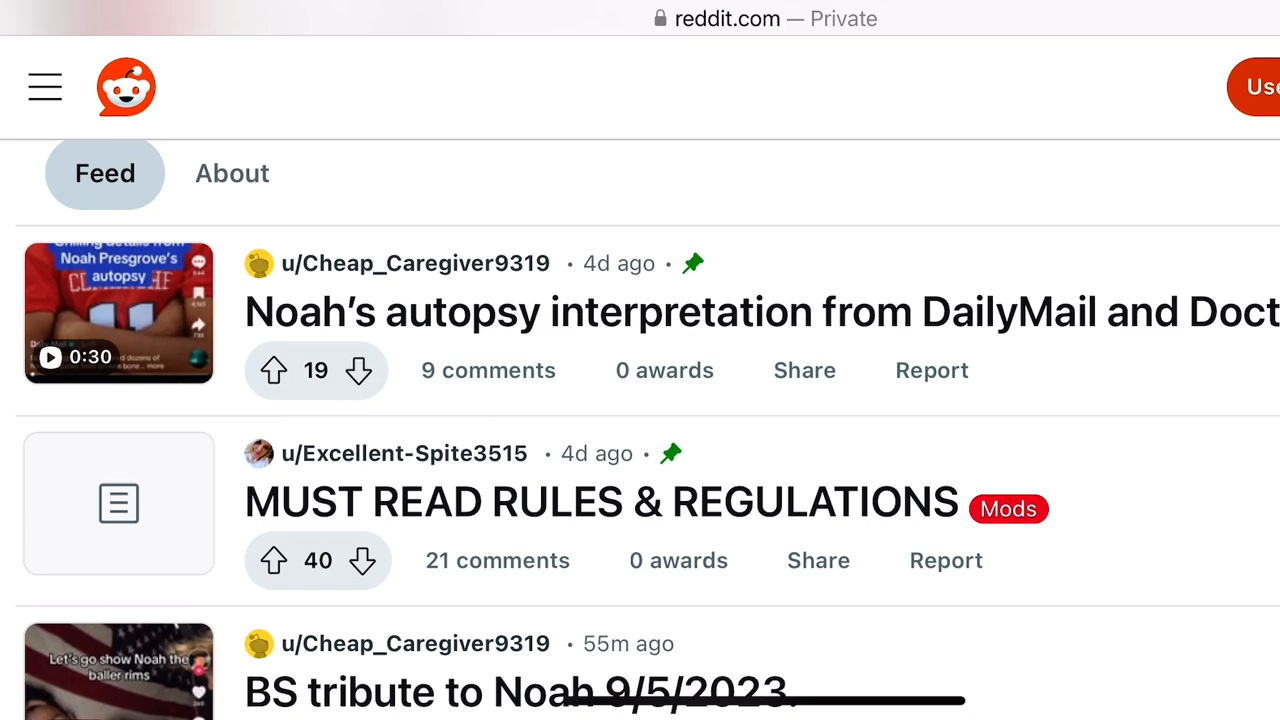 reddit.com — Private
Use
Feed
About
Noah Presgrove's
autopsy
0:30
u/Cheap_Caregiver9319 · 4d ago ·
Noah's autopsy interpretation from DailyMail and Doct
19
9 comments
0 awards
Share
Report
u/Excellent-Spite3515 · 4d ago ·
MUST READ RULES & REGULATIONS Mods
40
21 comments
0 awards
Share
Report
Let's go show Noah the
baller rims
u/Cheap_Caregiver9319 · 55m ago
BS tribute to Noah 9/5/2023.